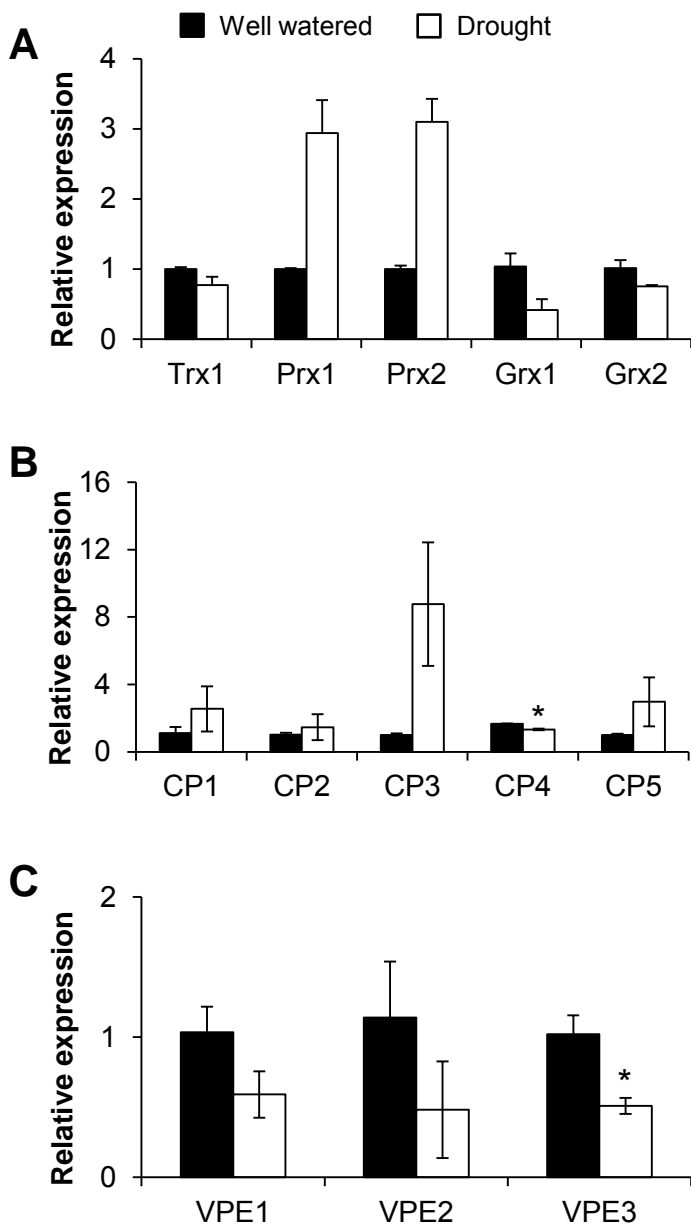 Well watered Drought
A
Relative expression
4
3
2
1
0
Trx1 Prx1 Prx2 Grx1 Grx2
B
Relative expression
16
12
8
4
0
*
CP1 CP2 CP3 CP4 CP5
C
Relative expression
2
1
0
*
VPE1 VPE2 VPE3